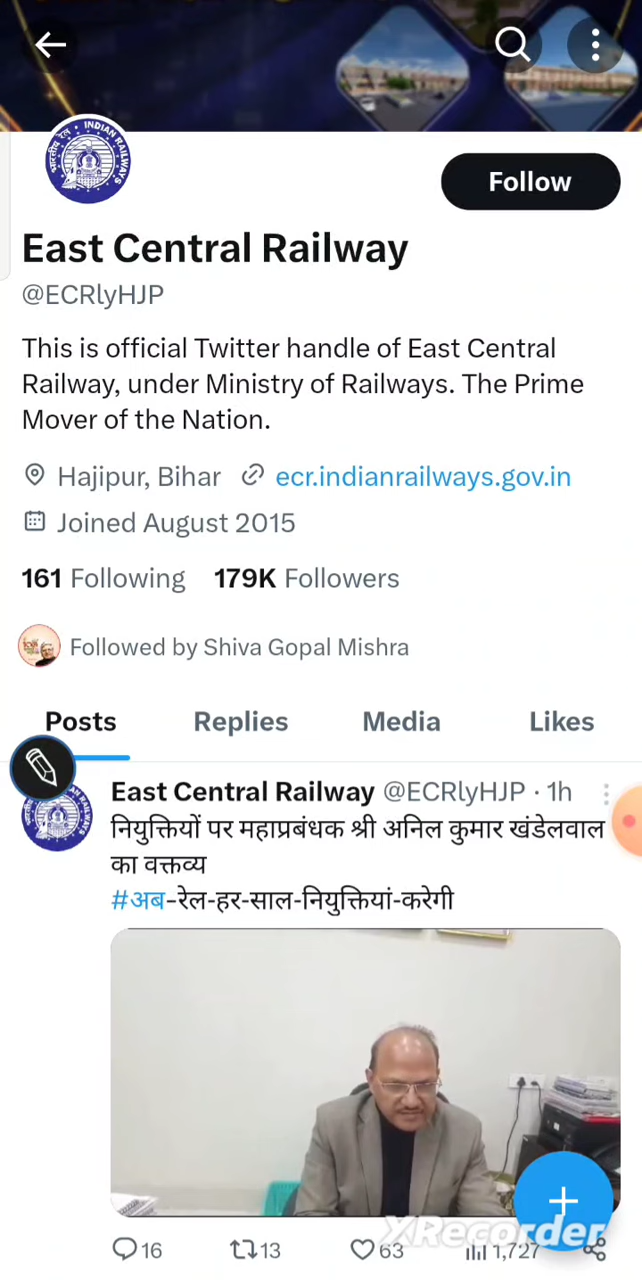 भारतीय रेल • INDIAN RAILWAYS
Follow
East Central Railway
@ECRlyHJP
This is official Twitter handle of East Central
Railway, under Ministry of Railways. The Prime
Mover of the Nation.
Hajipur, Bihar ecr.indianrailways.gov.in
Joined August 2015
161 Following 179K Followers
Followed by Shiva Gopal Mishra
Posts Replies Media Likes
East Central Railway @ECRlyHJP · 1h
नियुक्तियों पर महाप्रबंधक श्री अनिल कुमार खंडेलवाल
का वक्तव्य
#अब-रेल-हर-साल-नियुक्तियां-करेगी
XRecorder
16 13 63 1,727